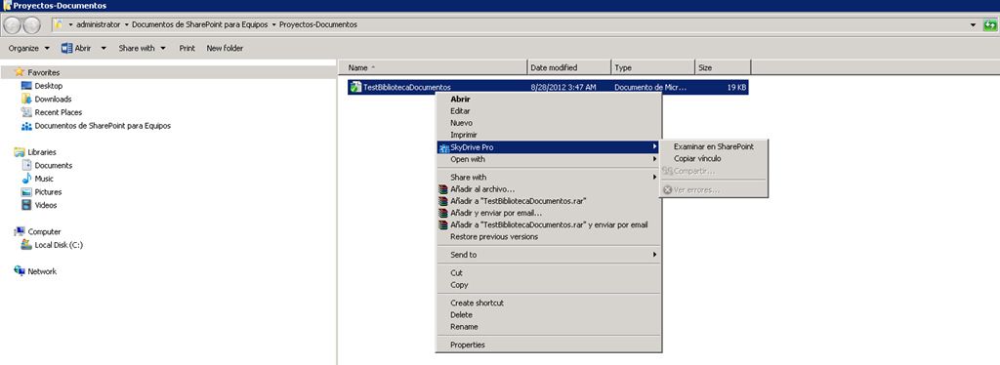 Proyectos-Documentos
administrator Documentos de SharePoint para Equipos Proyectos-Documentos
Organize Abrir Share with Print New folder
Favorites
Desktop
Downloads
Recent Places
Documentos de SharePoint para Equipos
Libraries
Documents
Music
Pictures
Videos
Computer
Local Disk (C:)
Network
Name Date modified Type Size
TestBibliotecaDocumentos 8/28/2012 3:47 AM Documento de Micr... 19 KB
Abrir
Editar
Nuevo
Imprimir
SkyDrive Pro
Open with
Share with
Añadir al archivo...
Añadir a "TestBibliotecaDocumentos.rar"
Añadir y enviar por email...
Añadir a "TestBibliotecaDocumentos.rar" y enviar por email
Restore previous versions
Send to
Cut
Copy
Create shortcut
Delete
Rename
Properties
Examinar en SharePoint
Copiar vínculo
Compartir...
Ver errores...